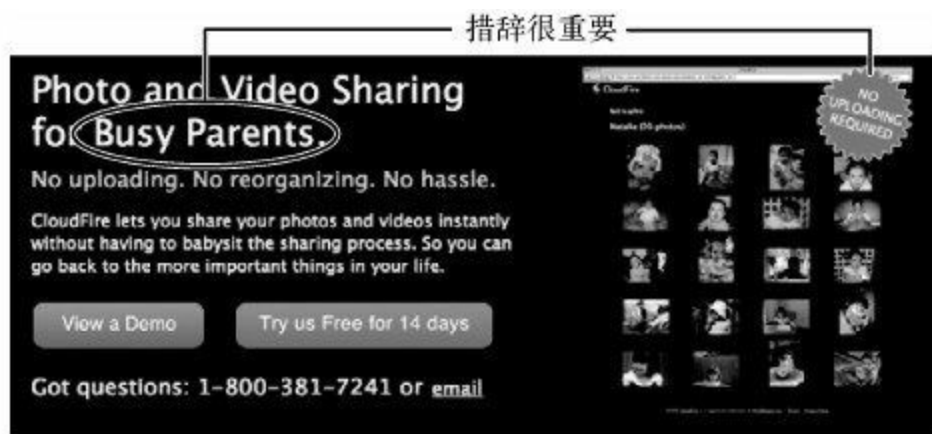 措辞很重要
Photo and Video Sharing
for Busy Parents.
No uploading. No reorganizing. No hassle.
CloudFire lets you share your photos and videos instantly
without having to babysit the sharing process. So you can
go back to the more important things in your life.
View a Demo
Try us Free for 14 days
Got questions: 1-800-381-7241 or email
CloudFire
Natalia (20 photos)
NO
UPLOADING
REQUIRED